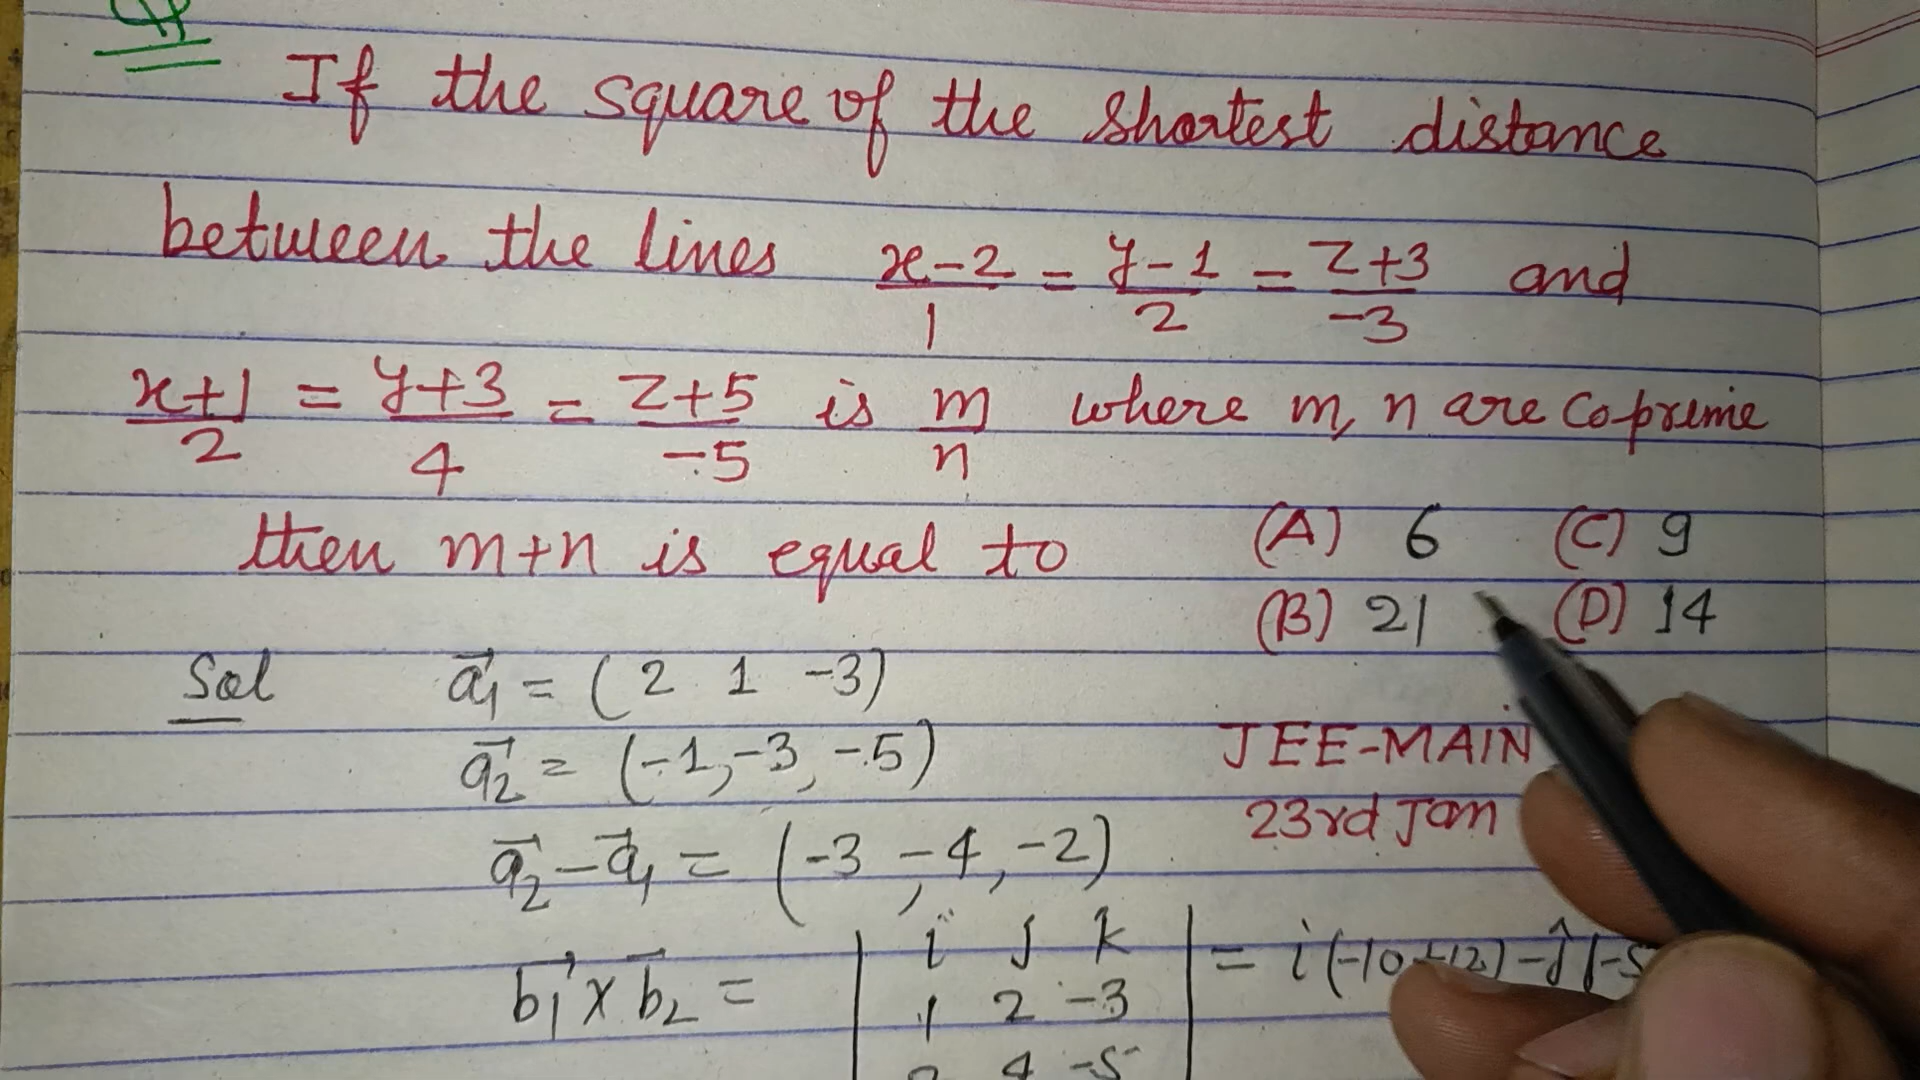 If the square of the shortest distance
between the lines x-2/1 = y-1/2 = z+3/-3 and
x+1/2 = y+3/4 = z+5/-5 is m/n where m, n are Coprime
then m+n is equal to (A) 6 (C) 9
(B) 21 (D) 14
Sol a⃗1 = (2 1 -3)
a⃗2 = (-1, -3, -5)
JEE-MAIN
23rd Jan
a⃗2 - a⃗1 = (-3, -4, -2)
b⃗1 × b⃗2 = | i j k | = i(-10+12) - ĵ(-5
1 2 -3
4 -5